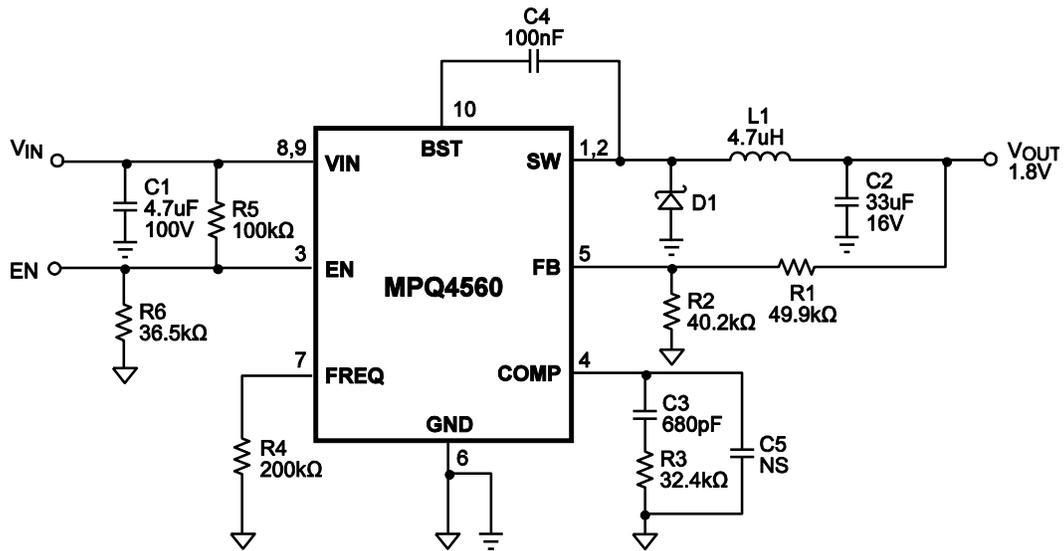 C4
100nF
10
BST
VIN
8,9
VIN
SW
1,2
L1
4.7uH
VOUT
1.8V
C1
4.7uF
100V
R5
100kΩ
D1
C2
33uF
16V
EN
3
EN
MPQ4560
FB
5
R6
36.5kΩ
R2
40.2kΩ
R1
49.9kΩ
7
FREQ
COMP
4
GND
6
R4
200kΩ
C3
680pF
R3
32.4kΩ
C5
NS